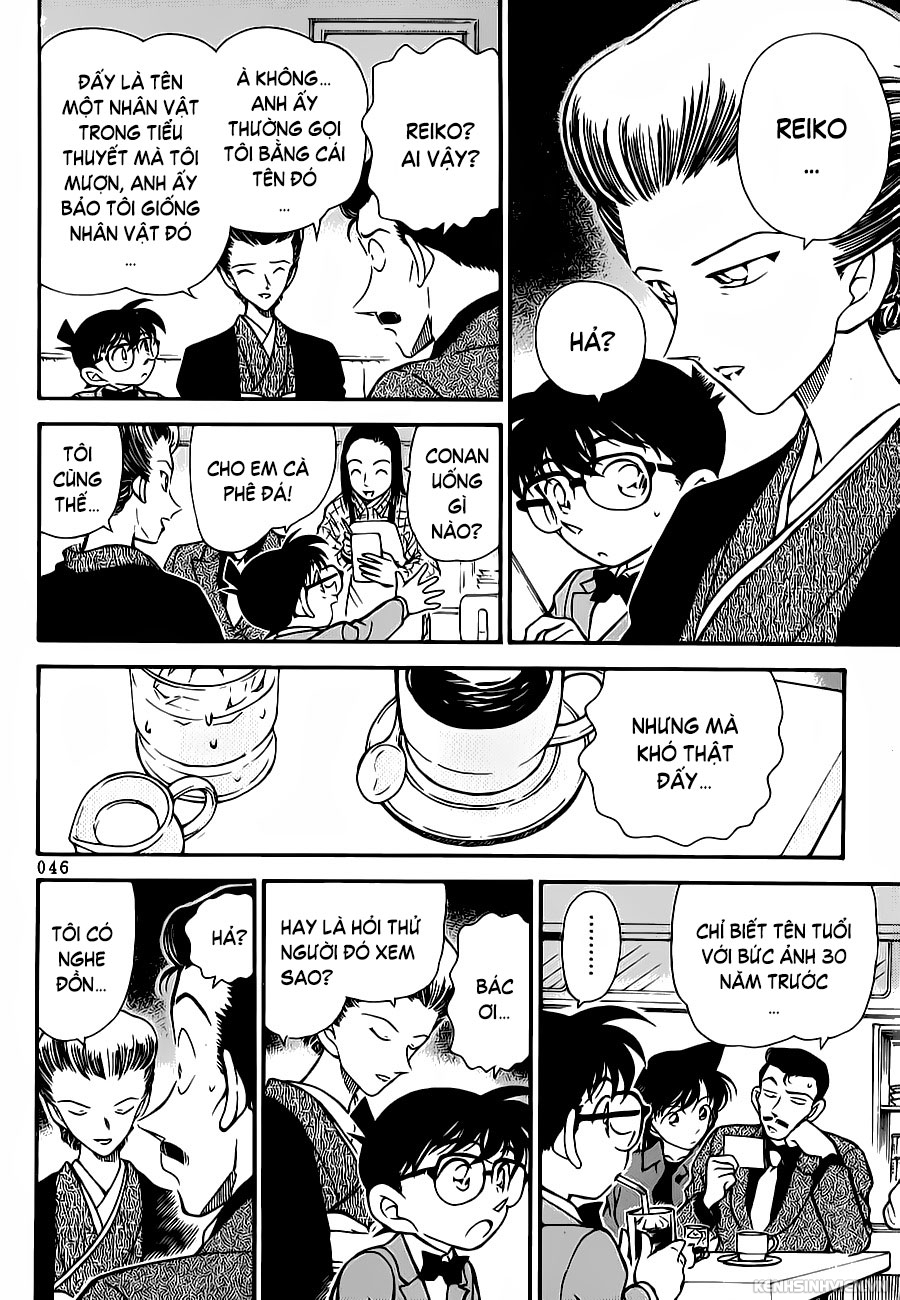 REIKO
...
HẢ?
REIKO?
AI VẬY?
À KHÔNG...
ANH ẤY
THƯỜNG GỌI
TÔI BẰNG CÁI
TÊN ĐÓ
...
ĐẤY LÀ TÊN
MỘT NHÂN VẬT
TRONG TIỂU
THUYẾT MÀ TÔI
MƯỢN, ANH ẤY
BẢO TÔI GIỐNG
NHÂN VẬT ĐÓ
...
CONAN
UỐNG
GÌ
NÀO?
CHO EM CÀ
PHÊ ĐÁ!
TÔI
CŨNG
THẾ...
NHƯNG MÀ
KHÓ THẬT
ĐẤY...
046
CHỈ BIẾT TÊN TUỔI
VỚI BỨC ẢNH 30
NĂM TRƯỚC
...
........
BÁC
ƠI...
HAY LÀ HỎI THỬ
NGƯỜI ĐÓ XEM
SAO?
HẢ?
TÔI CÓ
NGHE
ĐỒN...